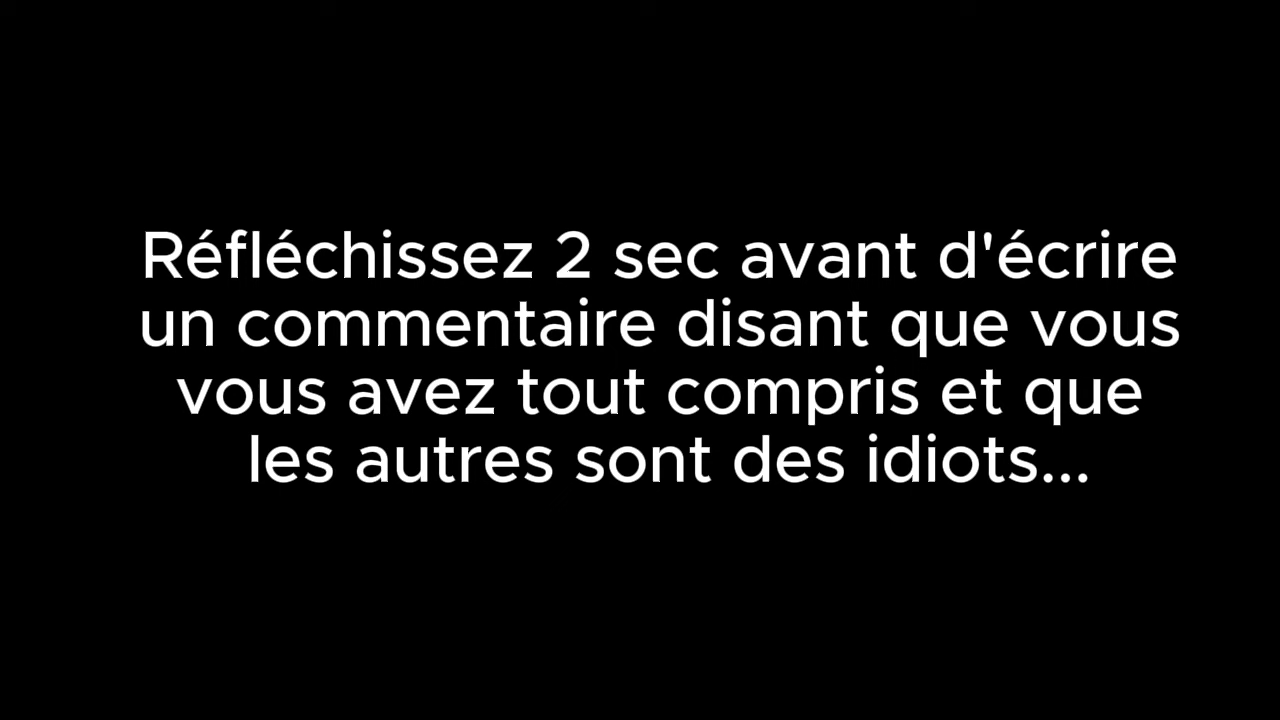 Réfléchissez 2 sec avant d'écrire
un commentaire disant que vous
vous avez tout compris et que
les autres sont des idiots...